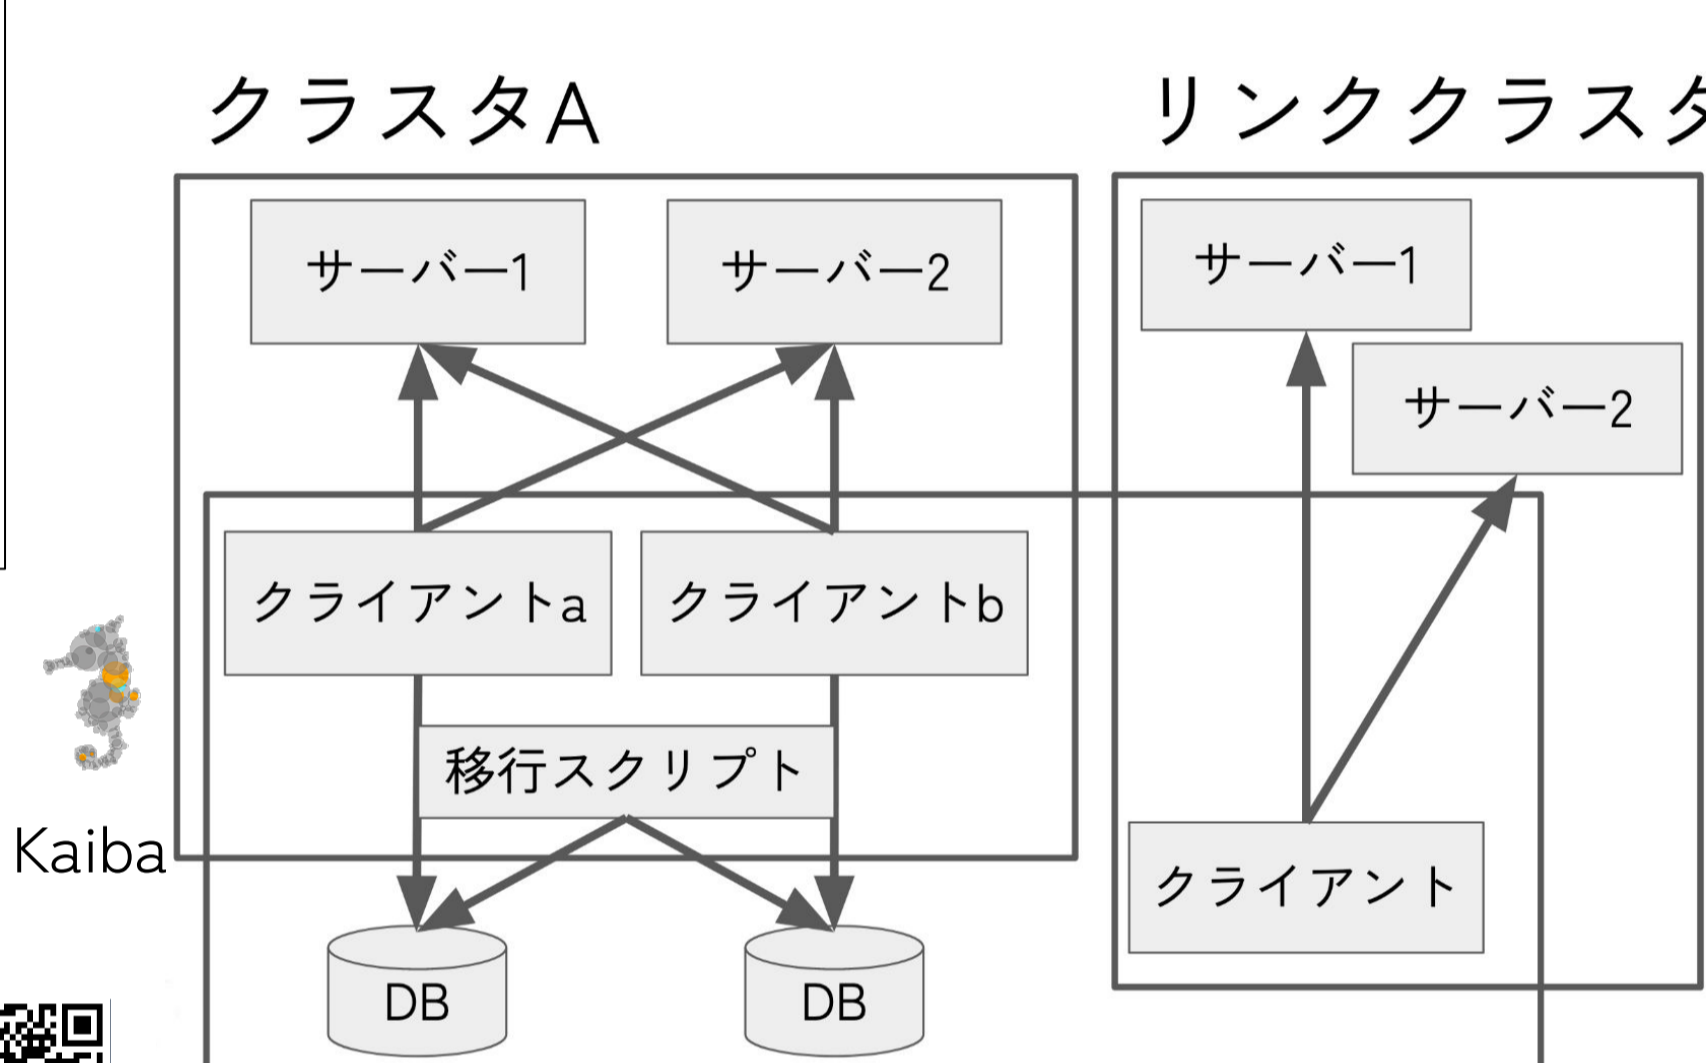 クラスタA
リンククラスタ
サーバー1
サーバー2
サーバー1
サーバー2
クライアントa
クライアントb
移行スクリプト
Kaiba
クライアント
DB
DB